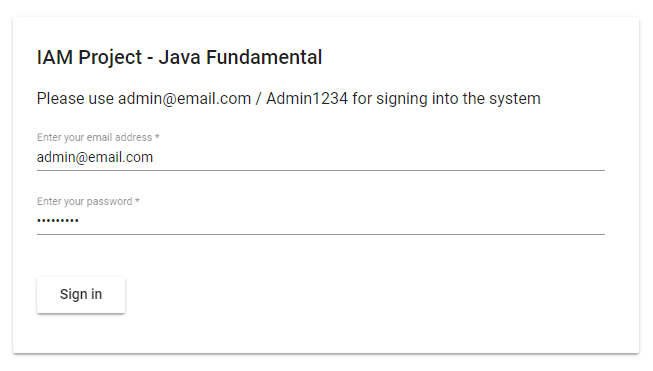 IAM Project - Java Fundamental
Please use admin@email.com / Admin1234 for signing into the system
Enter your email address *
admin@email.com
Enter your password *
•••••••••
Sign in